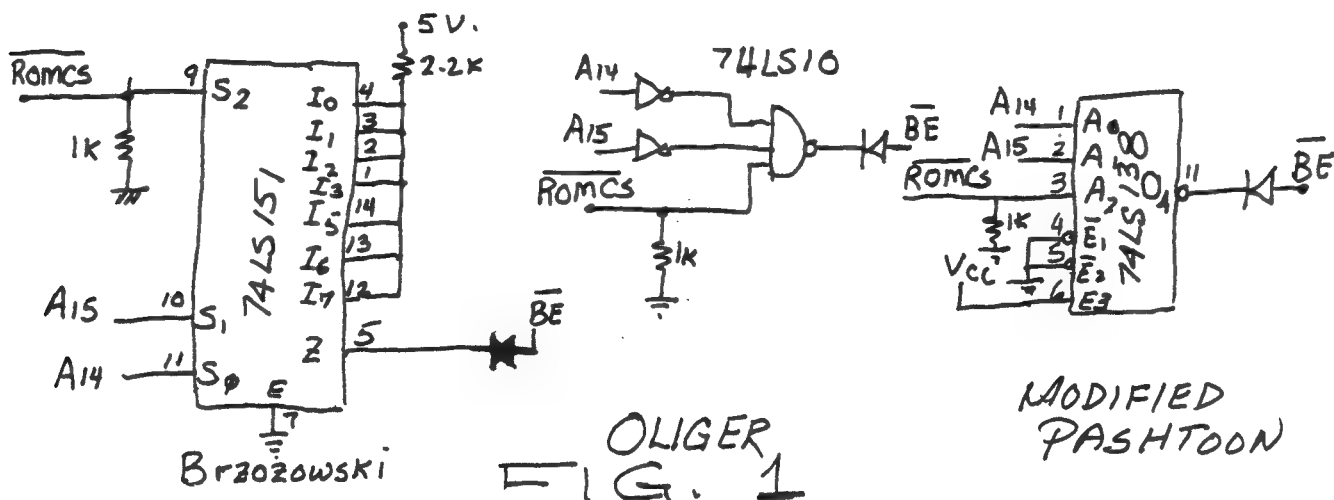 ROMCS
9
S2
1K
I0 4
I1 3
I2 2
I3 1
I5 14
I6 13
I7 12
5V.
2.2K
74LS151
A15 10 S1
A14 11 S0
E
7
Z 5
BE
Brzozowski
74LS10
A14
A15
ROMCS
1K
BE
OLIGER
FIG. 1
A14 1 A0
A15 2 A1
ROMCS 3 A2
1K
4 E1
5 E2
VCC
6 E3
74LS138
O4 11
BE
MODIFIED
PASHTOON